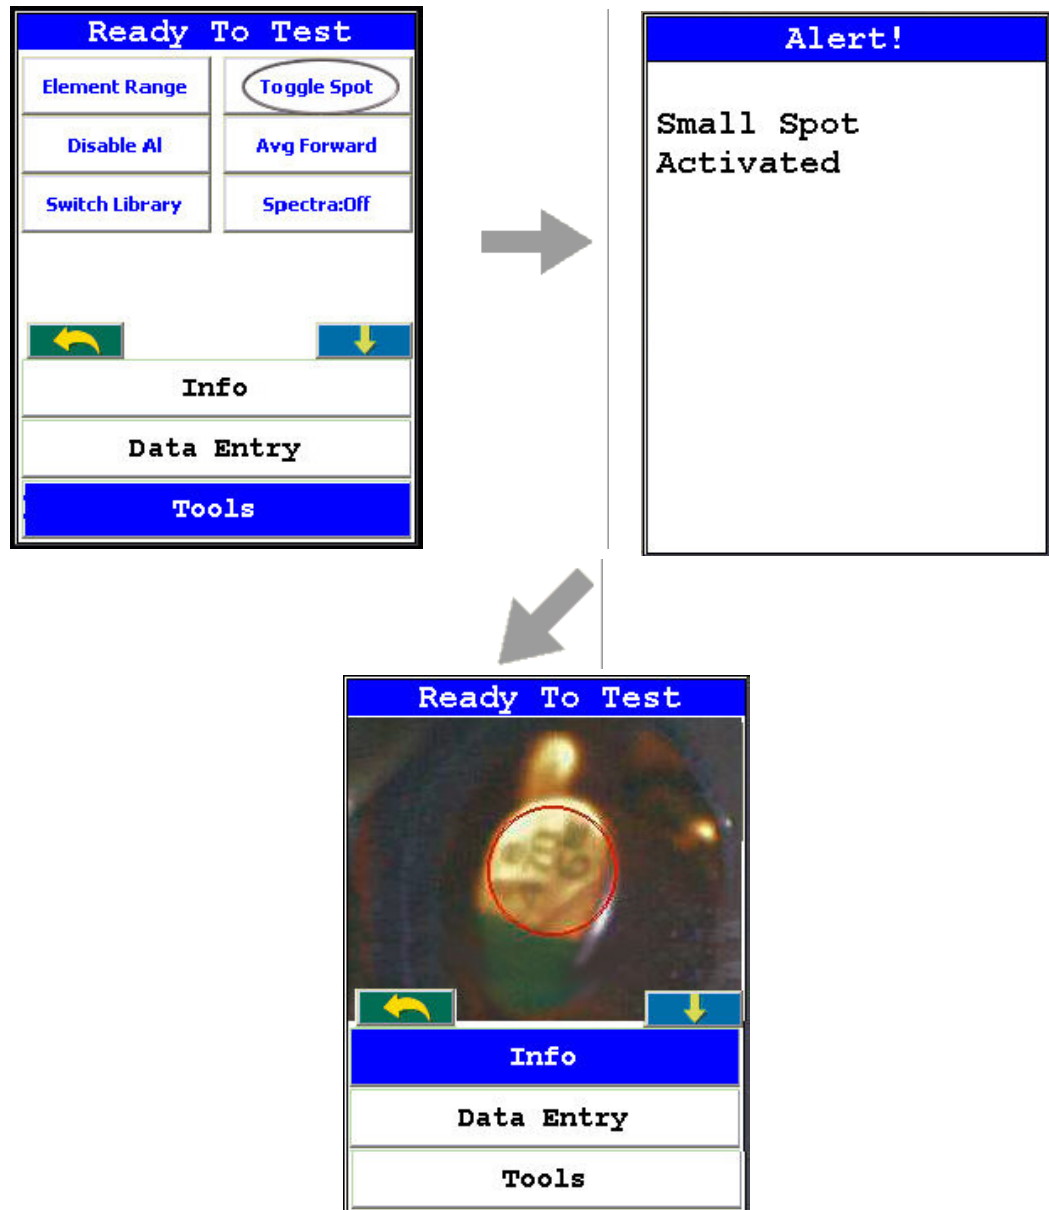 Ready To Test
Element Range
Toggle Spot
Disable Al
Avg Forward
Switch Library
Spectra:Off
Info
Data Entry
Tools
Alert!
Small Spot
Activated
Ready To Test
Info
Data Entry
Tools